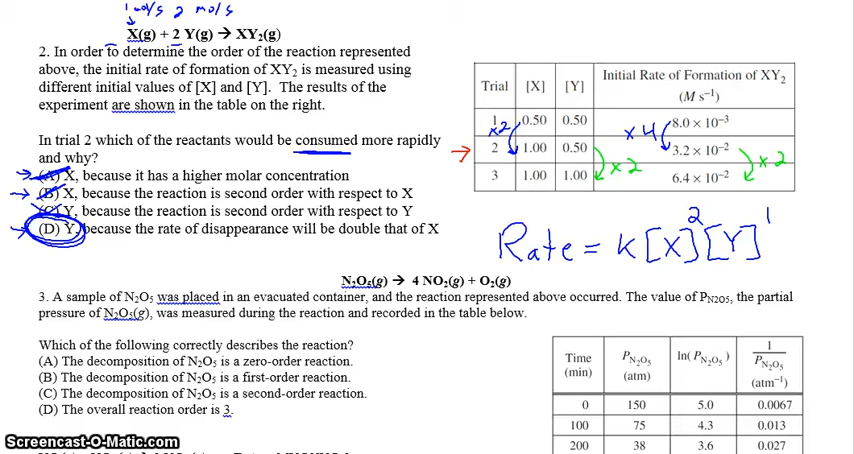 1 mol/s 2 mol/s
X(g) + 2 Y(g) → XY₂(g)
2. In order to determine the order of the reaction represented
above, the initial rate of formation of XY₂ is measured using
different initial values of [X] and [Y]. The results of the
experiment are shown in the table on the right.
In trial 2 which of the reactants would be consumed more rapidly
and why?
(A) X, because it has a higher molar concentration
(B) X, because the reaction is second order with respect to X
(C) Y, because the reaction is second order with respect to Y
(D) Y, because the rate of disappearance will be double that of X
Trial [X] [Y] Initial Rate of Formation of XY₂
(M s⁻¹)
1 0.50 0.50 8.0 × 10⁻³
×2 ×4
2 1.00 0.50 3.2 × 10⁻²
×2 ×2
3 1.00 1.00 6.4 × 10⁻²
Rate = K[X]²[Y]¹
N₂O₅(g) → 4 NO₂(g) + O₂(g)
3. A sample of N₂O₅ was placed in an evacuated container, and the reaction represented above occurred. The value of P_N2O5, the partial
pressure of N₂O₅(g), was measured during the reaction and recorded in the table below.
Which of the following correctly describes the reaction?
(A) The decomposition of N₂O₅ is a zero-order reaction.
(B) The decomposition of N₂O₅ is a first-order reaction.
(C) The decomposition of N₂O₅ is a second-order reaction.
(D) The overall reaction order is 3.
Time (min) P_N₂O₅ (atm) ln(P_N₂O₅) 1/P_N₂O₅ (atm⁻¹)
0 150 5.0 0.0067
100 75 4.3 0.013
200 38 3.6 0.027
Screencast-O-Matic.com